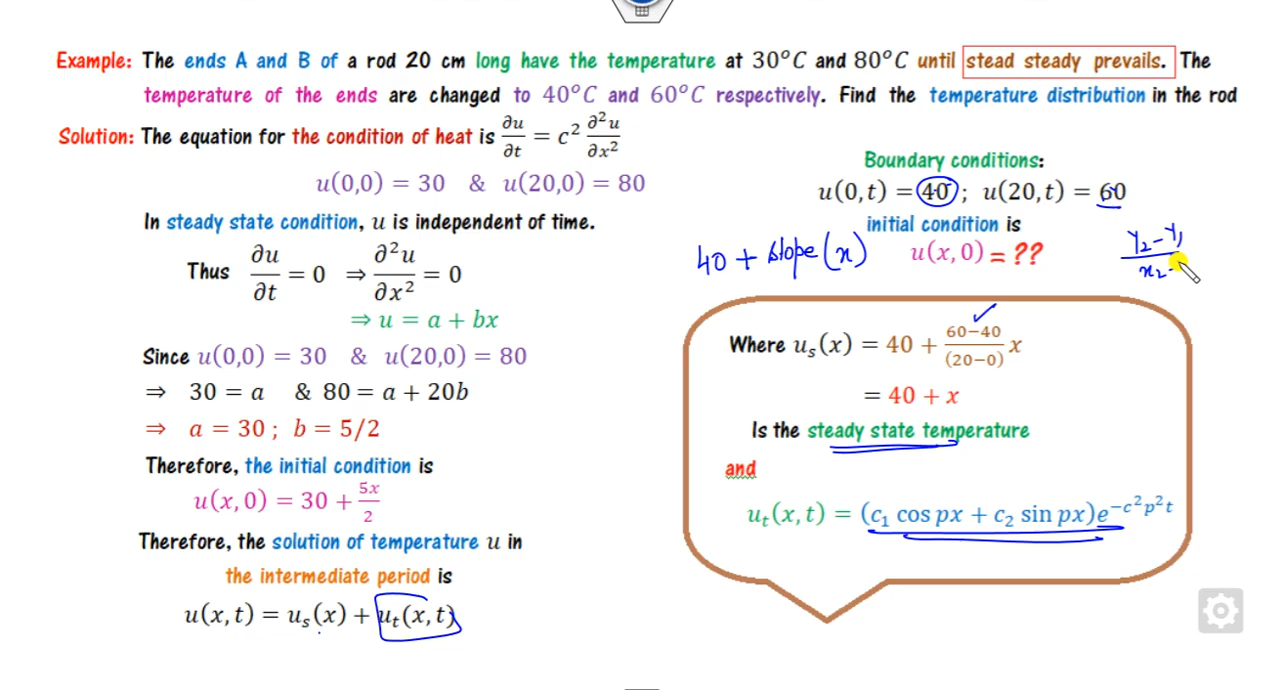 Example: The ends A and B of a rod 20 cm long have the temperature at 30°C and 80°C until stead steady prevails. The
temperature of the ends are changed to 40°C and 60°C respectively. Find the temperature distribution in the rod
Solution: The equation for the condition of heat is ∂u/∂t = c² ∂²u/∂x²
u(0,0) = 30 & u(20,0) = 80
In steady state condition, u is independent of time.
Thus ∂u/∂t = 0 ⇒ ∂²u/∂x² = 0
⇒ u = a + bx
Since u(0,0) = 30 & u(20,0) = 80
⇒ 30 = a & 80 = a + 20b
⇒ a = 30 ; b = 5/2
Therefore, the initial condition is
u(x,0) = 30 + 5x/2
Therefore, the solution of temperature u in
the intermediate period is
u(x,t) = uₛ(x) + uₜ(x,t)
Boundary conditions:
u(0,t) = 40 ; u(20,t) = 60
initial condition is
u(x,0) = ??
40 + slope(x)
y₂-y₁/x₂-
Where uₛ(x) = 40 + 60−40/(20−0) x
= 40 + x
Is the steady state temperature
and
uₜ(x,t) = (c₁ cos px + c₂ sin px)e^−c²p²t